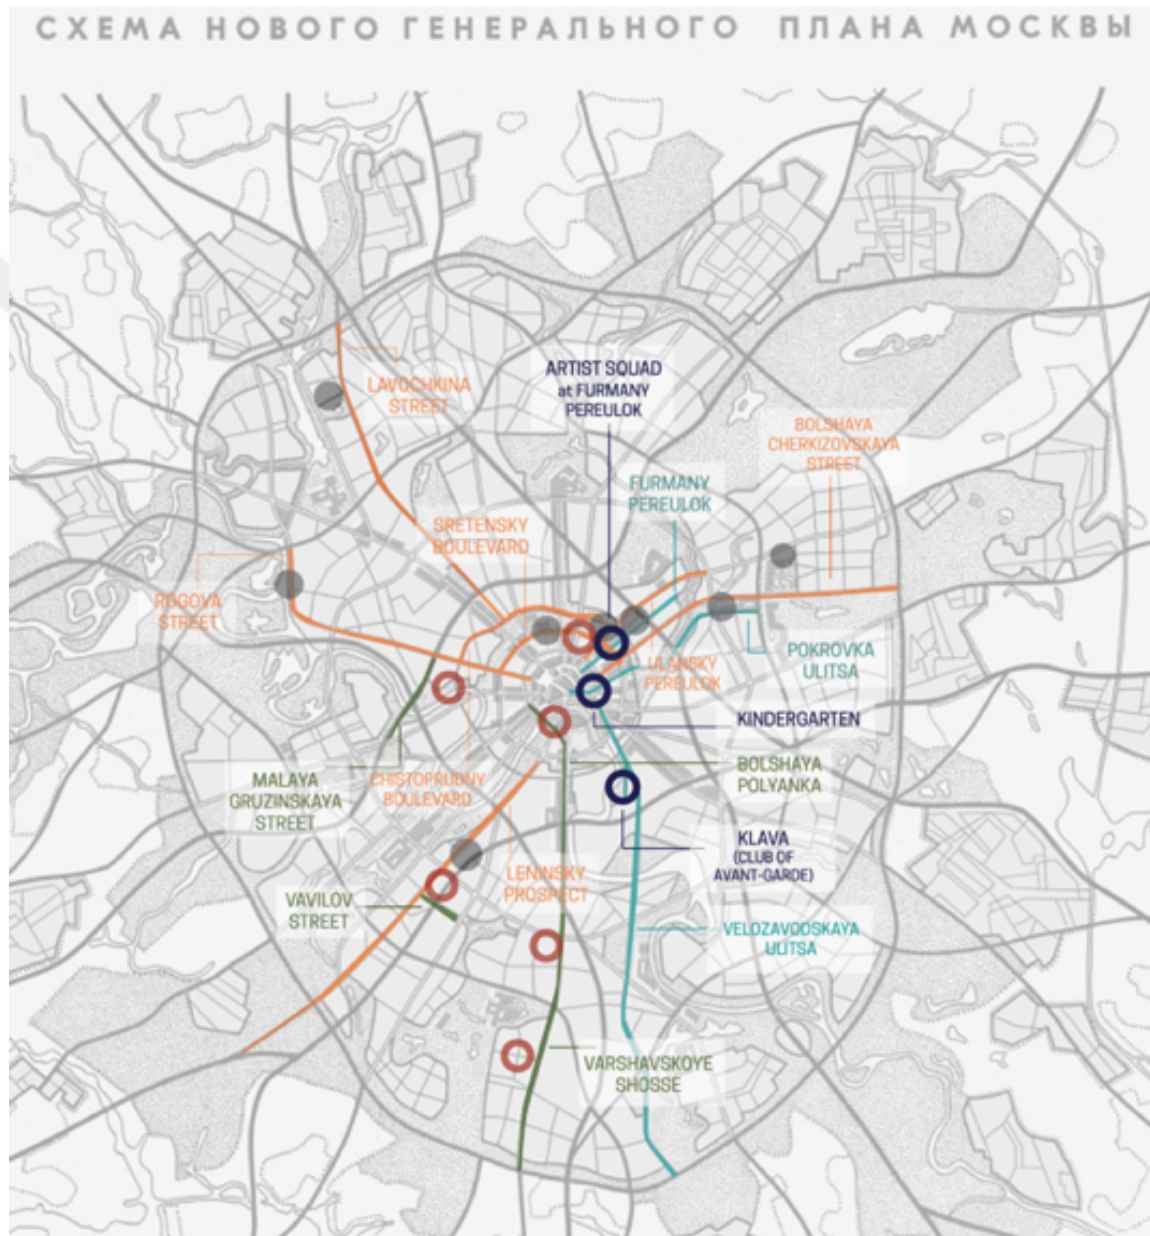 СХЕМА НОВОГО ГЕНЕРАЛЬНОГО ПЛАНА МОСКВЫ
LAVOCHKINA
STREET
ARTIST SQUAD
at FURMANY
PEREULOK
BOLSHAYA
CHERKIZOVSKAYA
STREET
FURMANY
PEREULOK
SRETENSKY
BOULEVARD
ROGOVA
STREET
ULANSKY
PEREULOK
POKROVKA
ULITSA
KINDERGARTEN
MALAYA
GRUZINSKAYA
STREET
CHISTOPRUDNY
BOULEVARD
BOLSHAYA
POLYANKA
KLAVA
(CLUB OF
AVANT-GARDE)
LENINSKY
PROSPECT
VAVILOV
STREET
VELOZAVODSKAYA
ULITSA
VARSHAVSKOYE
SHOSSE